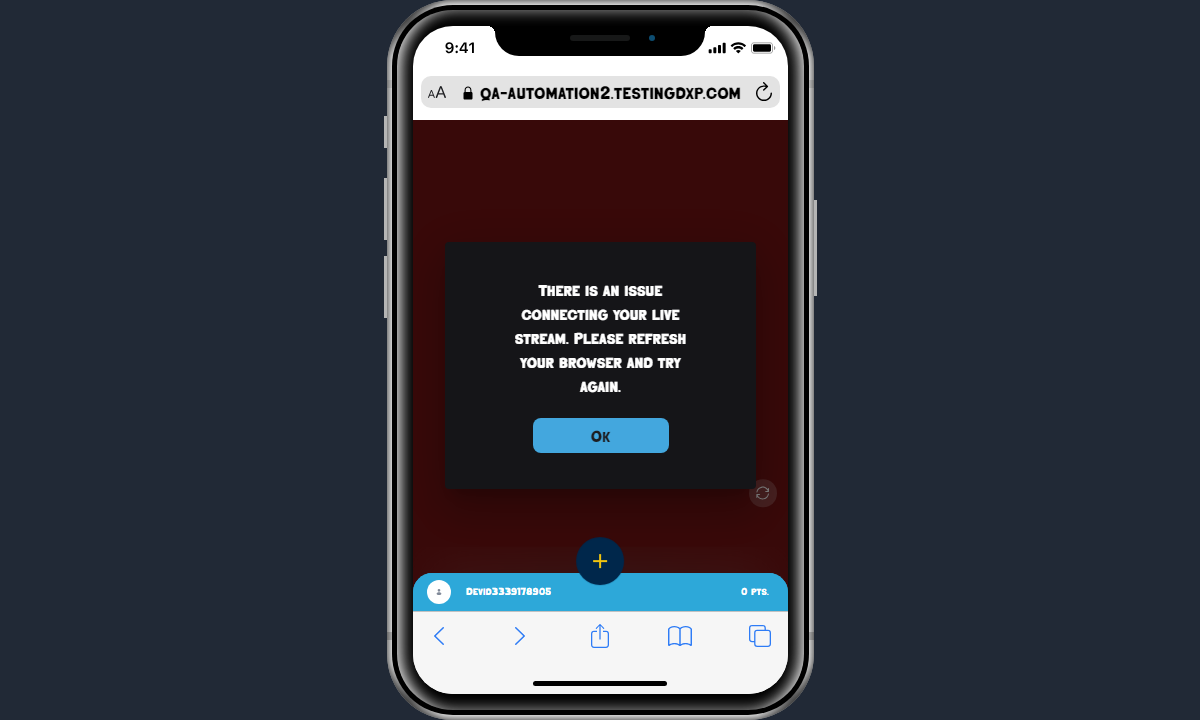 9:41
AA
QA-AUTOMATION2.TESTINGDXP.COM
THERE IS AN ISSUE
CONNECTING YOUR LIVE
STREAM. PLEASE REFRESH
YOUR BROWSER AND TRY
AGAIN.
OK
DEVID3339178905
0 PTS.